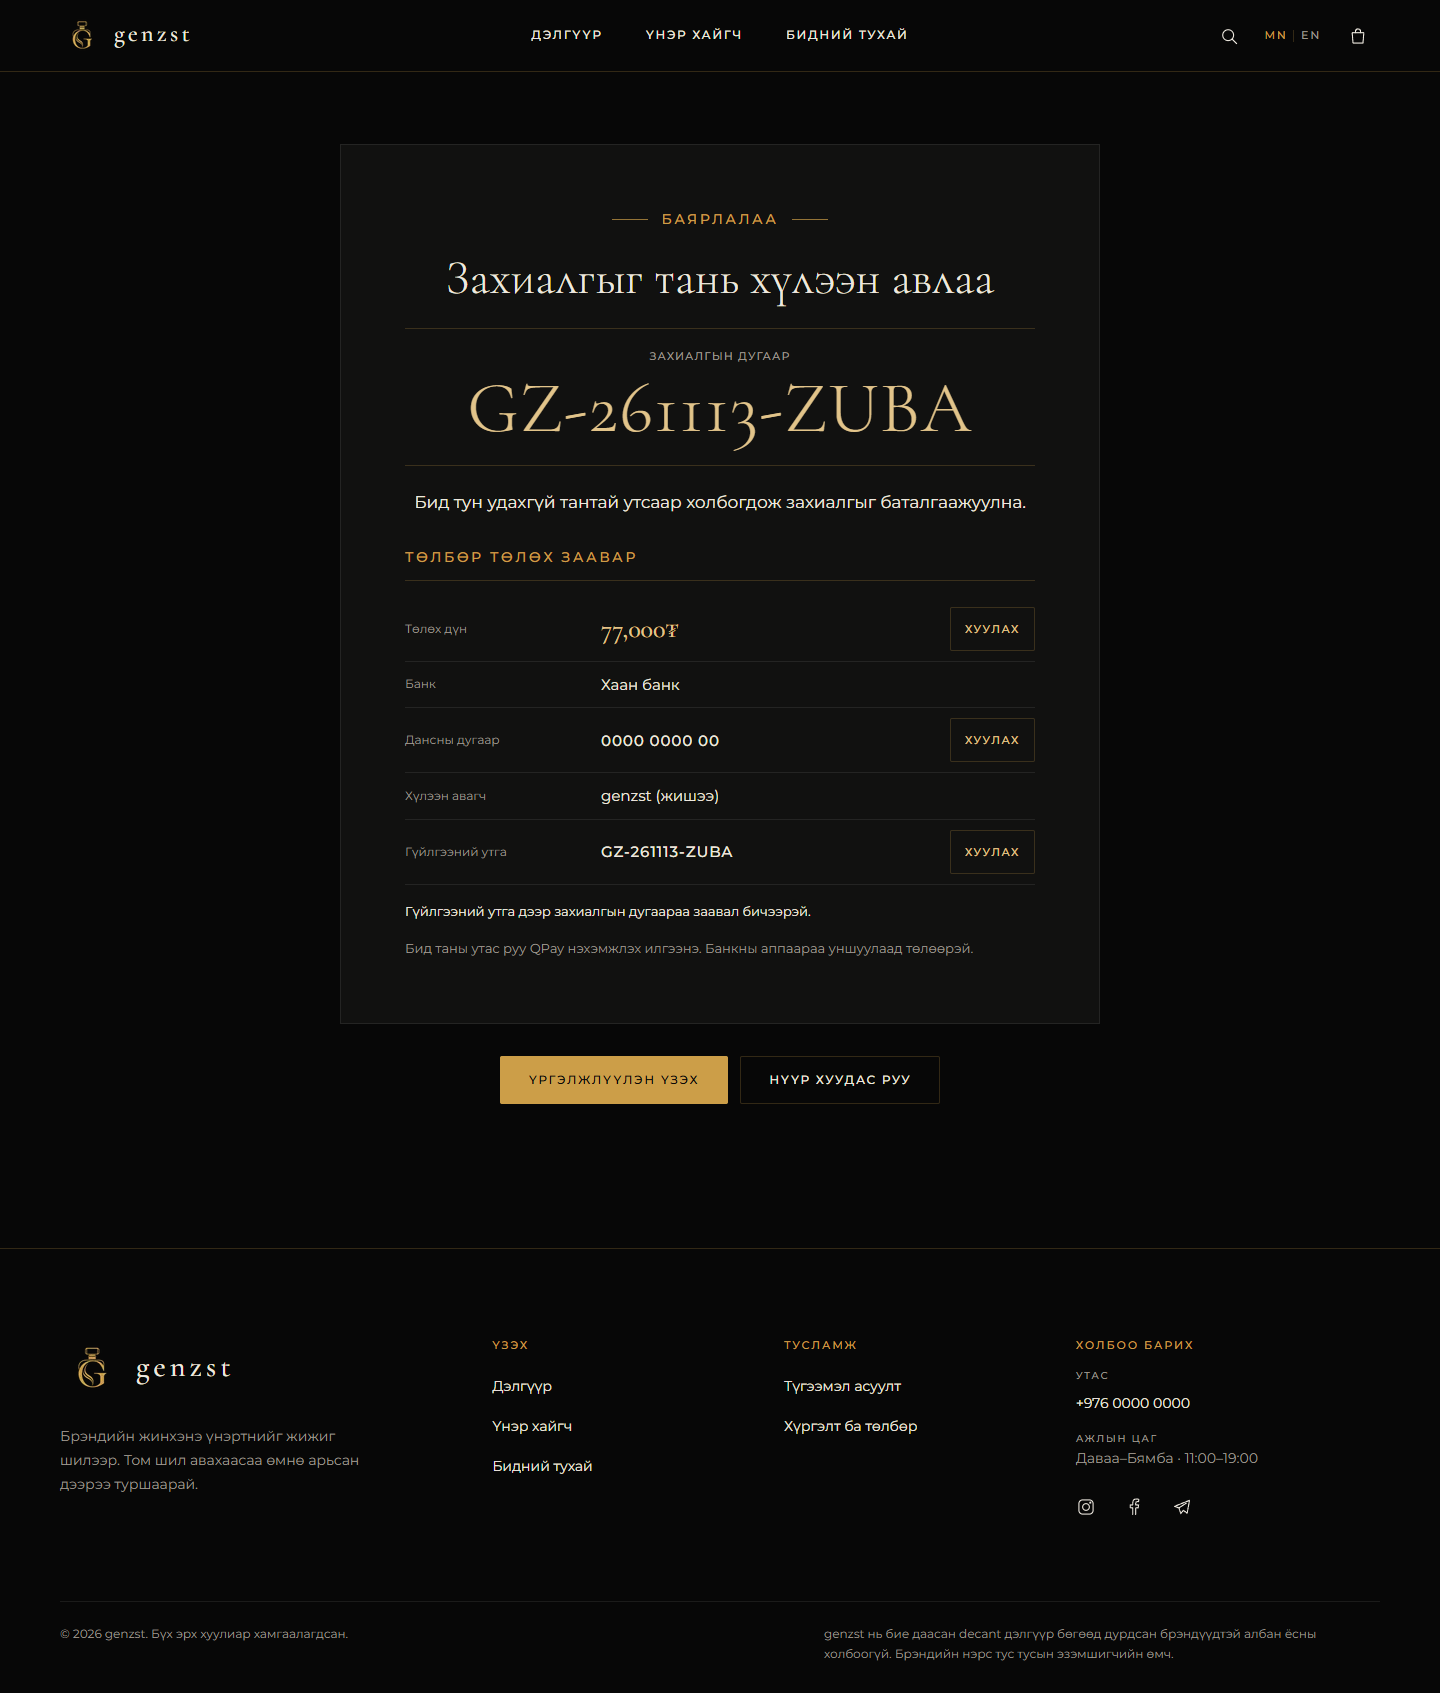 genzst
ДЭЛГҮҮР
ҮНЭР ХАЙГЧ
БИДНИЙ ТУХАЙ
MN | EN
БАЯРЛАЛАА
Захиалгыг тань хүлээн авлаа
ЗАХИАЛГЫН ДУГААР
GZ-261113-ZUBA
Бид тун удахгүй тантай утсаар холбогдож захиалгыг баталгаажуулна.
ТӨЛБӨР ТӨЛӨХ ЗААВАР
Төлөх дүн 77,000₮ ХУУЛАХ
Банк Хаан банк
Дансны дугаар 0000 0000 00 ХУУЛАХ
Хүлээн авагч genzst (жишээ)
Гүйлгээний утга GZ-261113-ZUBA ХУУЛАХ
Гүйлгээний утга дээр захиалгын дугаараа заавал бичээрэй.
Бид таны утас руу QPay нэхэмжлэх илгээнэ. Банкны аппаараа уншуулаад төлөөрэй.
ҮРГЭЛЖЛҮҮЛЭН ҮЗЭХ
НҮҮР ХУУДАС РУУ
genzst
Брэндийн жинхэнэ үнэртнийг жижиг
шилээр. Том шил авахаасаа өмнө арьсан
дээрээ туршаарай.
ҮЗЭХ
Дэлгүүр
Үнэр хайгч
Бидний тухай
ТУСЛАМЖ
Түгээмэл асуулт
Хүргэлт ба төлбөр
ХОЛБОО БАРИХ
УТАС
+976 0000 0000
АЖЛЫН ЦАГ
Даваа–Бямба · 11:00–19:00
© 2026 genzst. Бүх эрх хуулиар хамгаалагдсан.
genzst нь бие даасан decant дэлгүүр бөгөөд дурдсан брэндүүдтэй албан ёсны
холбоогүй. Брэндийн нэрс тус тусын эзэмшигчийн өмч.